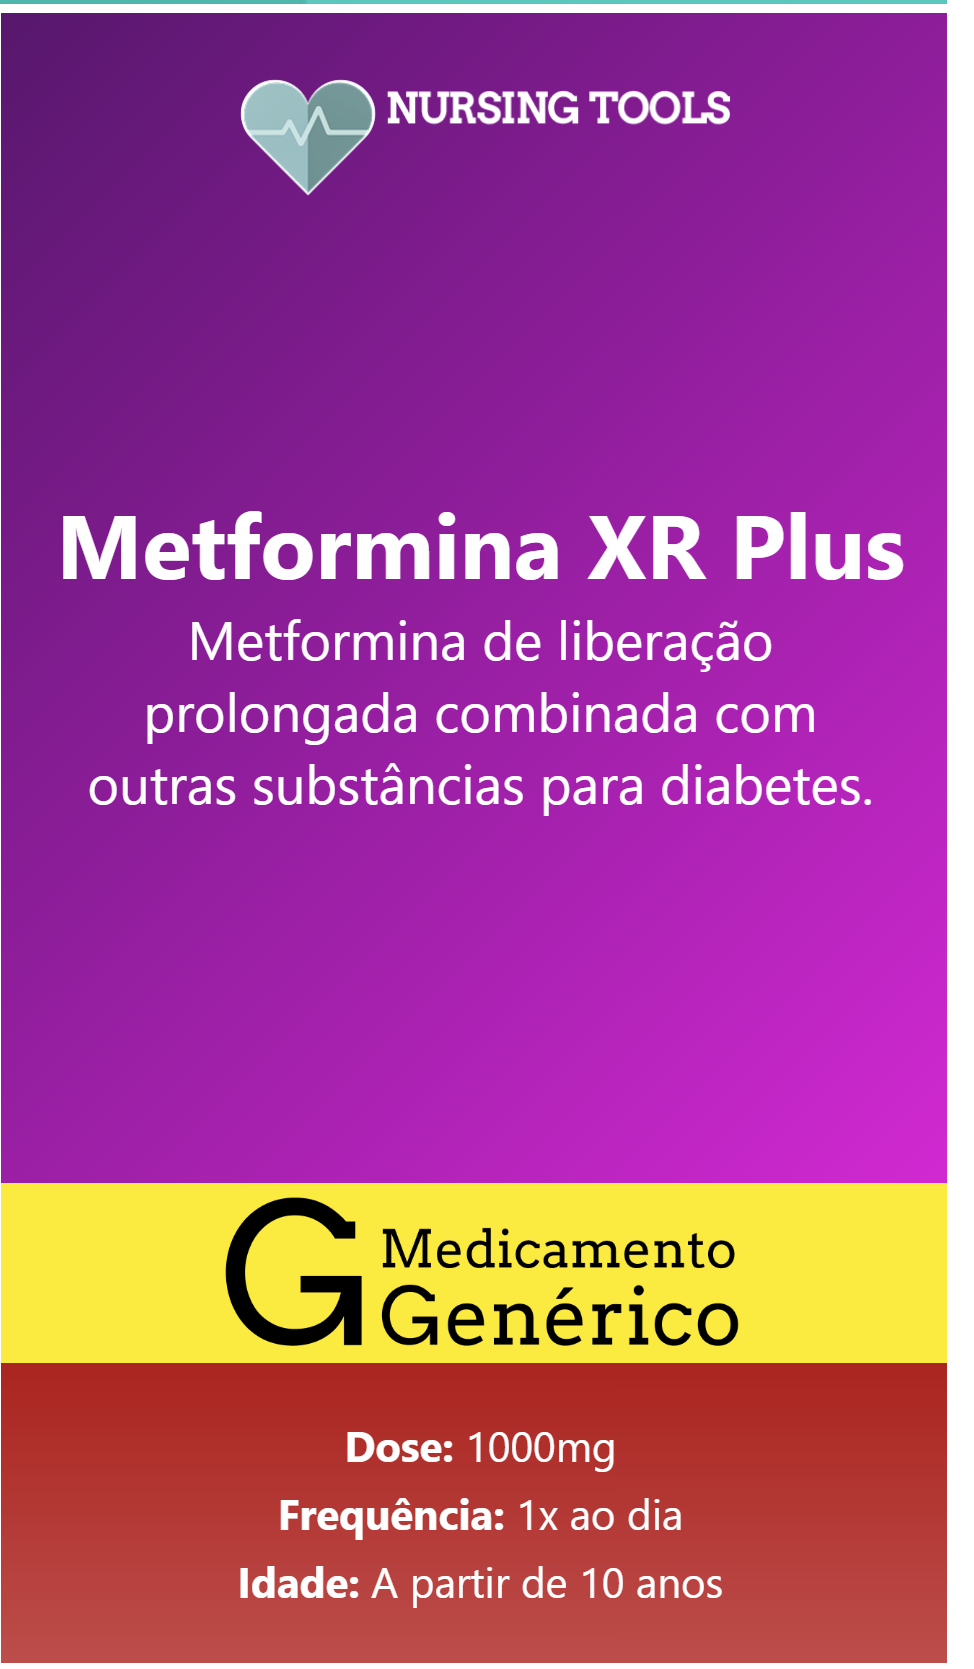 NURSING TOOLS
Metformina XR Plus
Metformina de liberação
prolongada combinada com
outras substâncias para diabetes.
G Medicamento
Genérico
Dose: 1000mg
Frequência: 1x ao dia
Idade: A partir de 10 anos